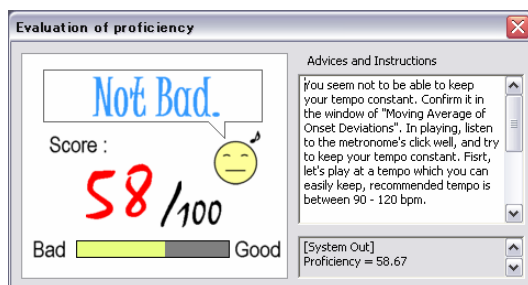 Evaluation of proficiency
Not Bad.
Score :
58/100
Bad
Good
Advices and Instructions
You seem not to be able to keep
your tempo constant. Confirm it in
the window of "Moving Average of
Onset Deviations". In playing, listen
to the metronome's click well, and try
to keep your tempo constant. Fisrt,
let's play at a tempo which you can
easily keep, recommended tempo is
between 90 - 120 bpm.
[System Out]
Proficiency = 58.67